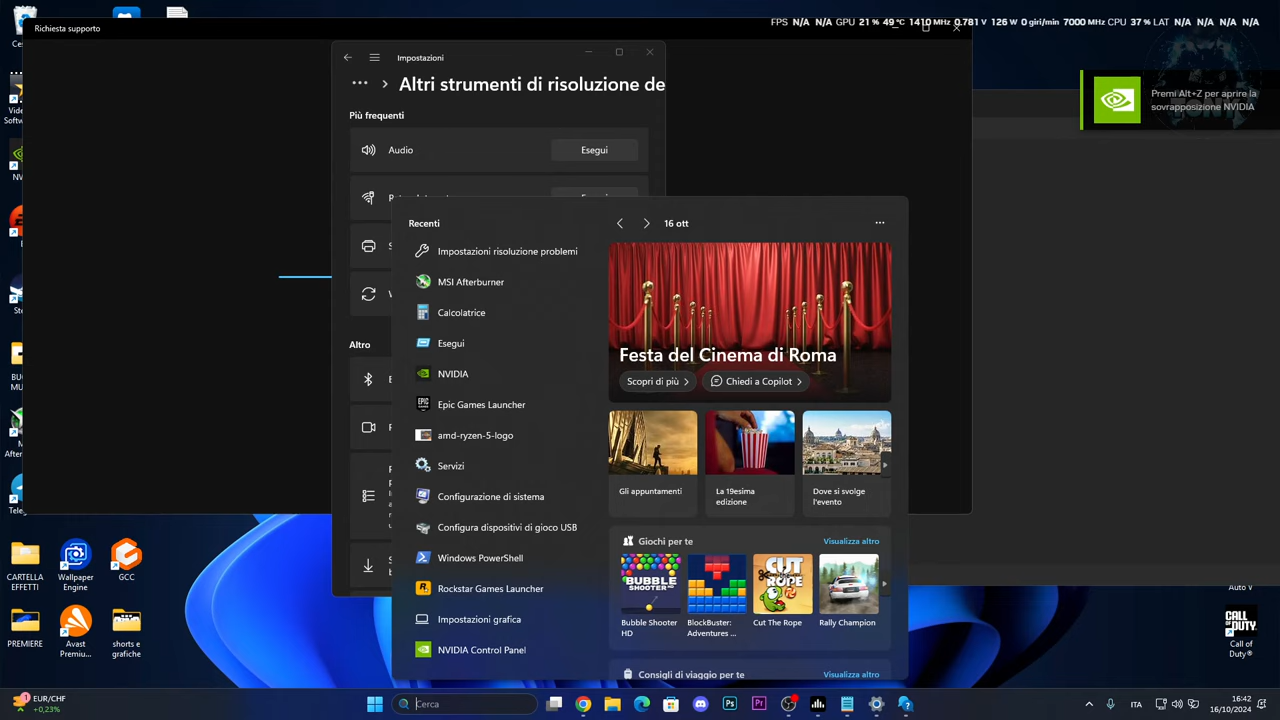 Richiesta supporto
FPS N/A N/A GPU 21 % 49 °C 1410 MHz 0.781 V 126 W 0 giri/min 7000 MHz CPU 37 % LAT N/A N/A N/A N/A
Impostazioni
Altri strumenti di risoluzione de
Premi Alt+Z per aprire la
sovrapposizione NVIDIA
Più frequenti
Audio
Esegui
Recenti
Impostazioni risoluzione problemi
MSI Afterburner
Calcolatrice
Esegui
NVIDIA
Epic Games Launcher
amd-ryzen-5-logo
Servizi
Configurazione di sistema
Configura dispositivi di gioco USB
Windows PowerShell
Rockstar Games Launcher
Impostazioni grafica
NVIDIA Control Panel
16 ott
Festa del Cinema di Roma
Scopri di più
Chiedi a Copilot
Gli appuntamenti
La 19esima
edizione
Dove si svolge
l'evento
Giochi per te
Visualizza altro
Bubble Shooter
HD
BlockBuster:
Adventures ...
Cut The Rope
Rally Champion
Consigli di viaggio per te
Visualizza altro
Altro
CARTELLA
EFFETTI
Wallpaper
Engine
GCC
PREMIERE
Avast
Premiu...
shorts e
grafiche
Auto V
Call of
Duty®
EUR/CHF
+0,23%
Cerca
ITA
16:42
16/10/2024